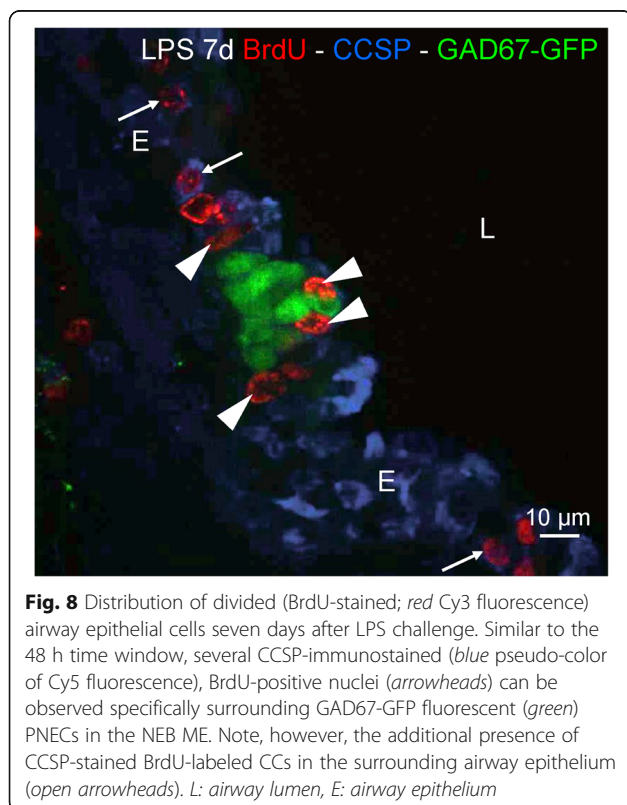 LPS 7d BrdU - CCSP - GAD67-GFP
E
L
E
10 µm
Fig. 8 Distribution of divided (BrdU-stained; red Cy3 fluorescence)
airway epithelial cells seven days after LPS challenge. Similar to the
48 h time window, several CCSP-immunostained (blue pseudo-color
of Cy5 fluorescence), BrdU-positive nuclei (arrowheads) can be
observed specifically surrounding GAD67-GFP fluorescent (green)
PNECs in the NEB ME. Note, however, the additional presence of
CCSP-stained BrdU-labeled CCs in the surrounding airway epithelium
(open arrowheads). L: airway lumen, E: airway epithelium